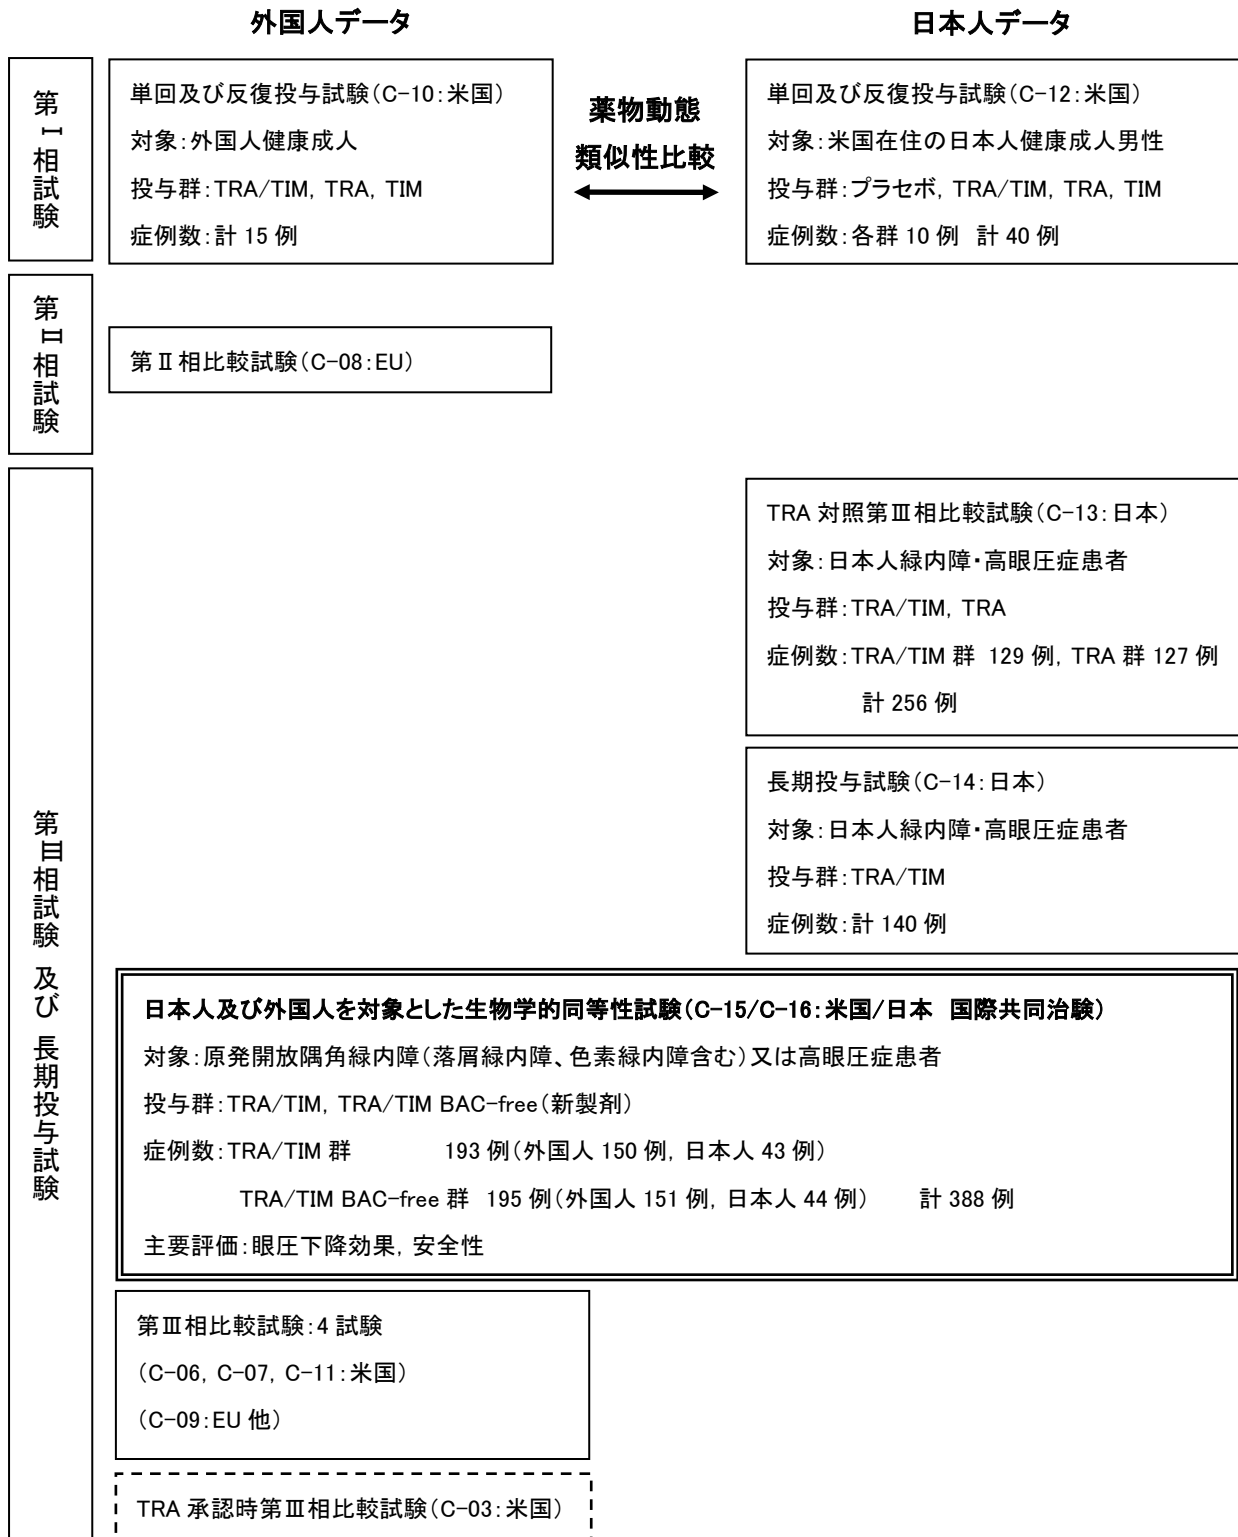 外国人データ
日本人データ
第Ⅰ相試験
単回及び反復投与試験(C-10:米国)
対象:外国人健康成人
投与群:TRA/TIM, TRA, TIM
症例数:計 15 例
薬物動態
類似性比較
単回及び反復投与試験(C-12:米国)
対象:米国在住の日本人健康成人男性
投与群:プラセボ, TRA/TIM, TRA, TIM
症例数:各群 10 例 計 40 例
第Ⅱ相試験
第Ⅱ相比較試験(C-08:EU)
第Ⅲ相試験 及び 長期投与試験
TRA 対照第Ⅲ相比較試験(C-13:日本)
対象:日本人緑内障・高眼圧症患者
投与群:TRA/TIM, TRA
症例数:TRA/TIM 群 129 例, TRA 群 127 例
計 256 例
長期投与試験(C-14:日本)
対象:日本人緑内障・高眼圧症患者
投与群:TRA/TIM
症例数:計 140 例
日本人及び外国人を対象とした生物学的同等性試験(C-15/C-16:米国/日本 国際共同治験)
対象:原発開放隅角緑内障(落屑緑内障、色素緑内障含む)又は高眼圧症患者
投与群:TRA/TIM, TRA/TIM BAC-free(新製剤)
症例数:TRA/TIM 群 193 例(外国人 150 例, 日本人 43 例)
TRA/TIM BAC-free 群 195 例(外国人 151 例, 日本人 44 例) 計 388 例
主要評価:眼圧下降効果, 安全性
第Ⅲ相比較試験:4 試験
(C-06, C-07, C-11:米国)
(C-09:EU 他)
TRA 承認時第Ⅲ相比較試験(C-03:米国)